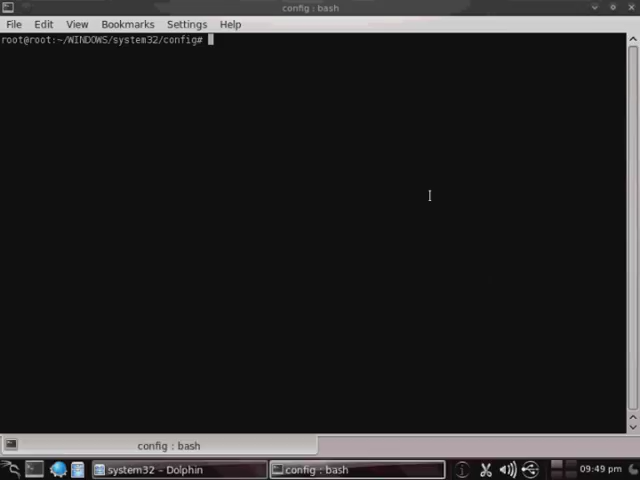 config : bash
File Edit View Bookmarks Settings Help
root@root:~/WINDOWS/system32/config#
config : bash
system32 - Dolphin config : bash 09:49 pm